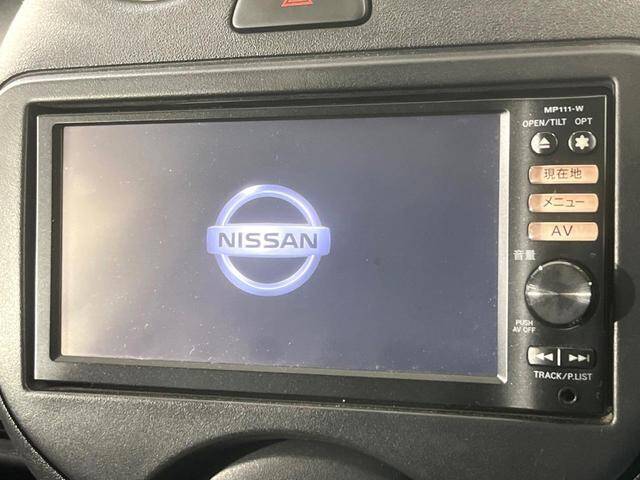 MP111-W
OPEN/TILT OPT
現在地
メニュー
AV
音量
NISSAN
PUSH
AV OFF
TRACK/P.LIST